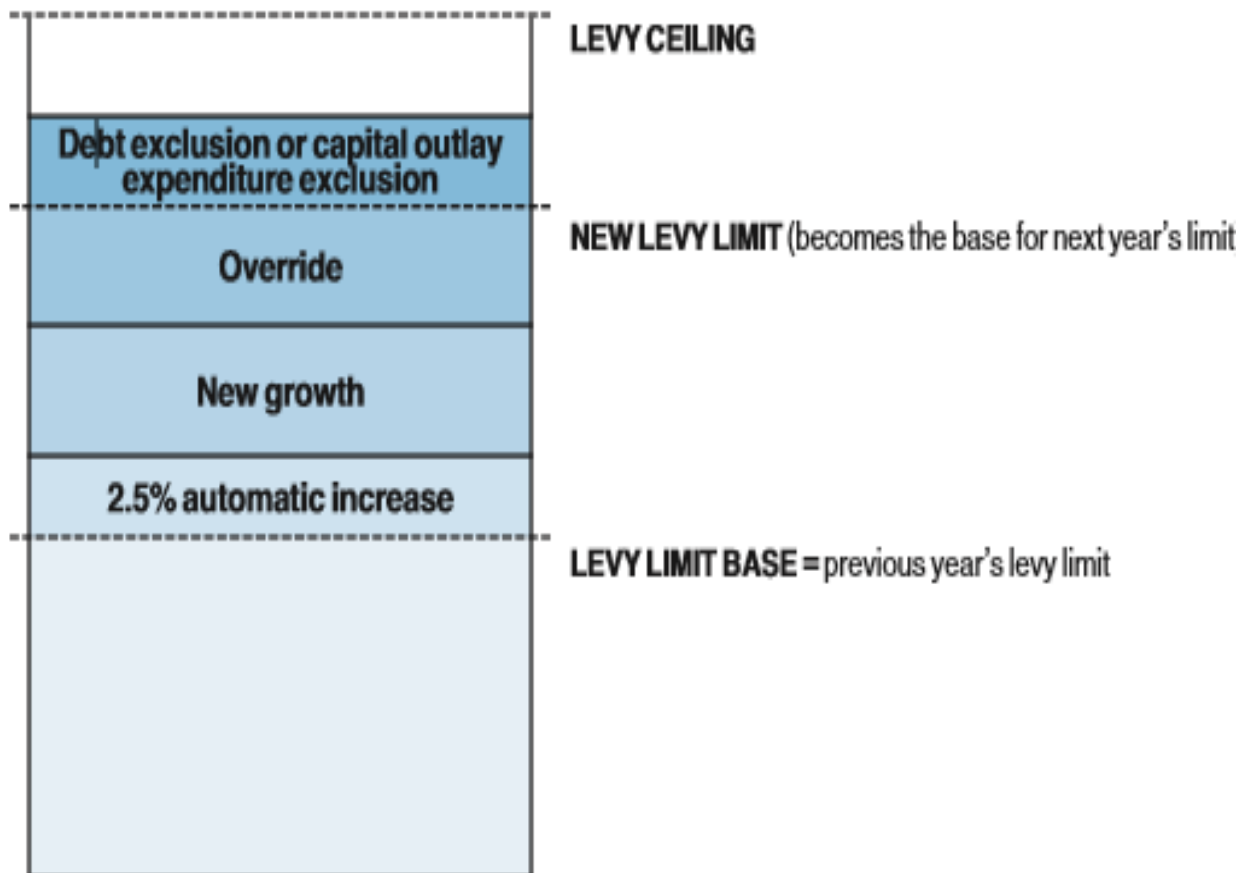 LEVY CEILING
Debt exclusion or capital outlay
expenditure exclusion
NEW LEVY LIMIT (becomes the base for next year's limit
Override
New growth
2.5% automatic increase
LEVY LIMIT BASE = previous year's levy limit